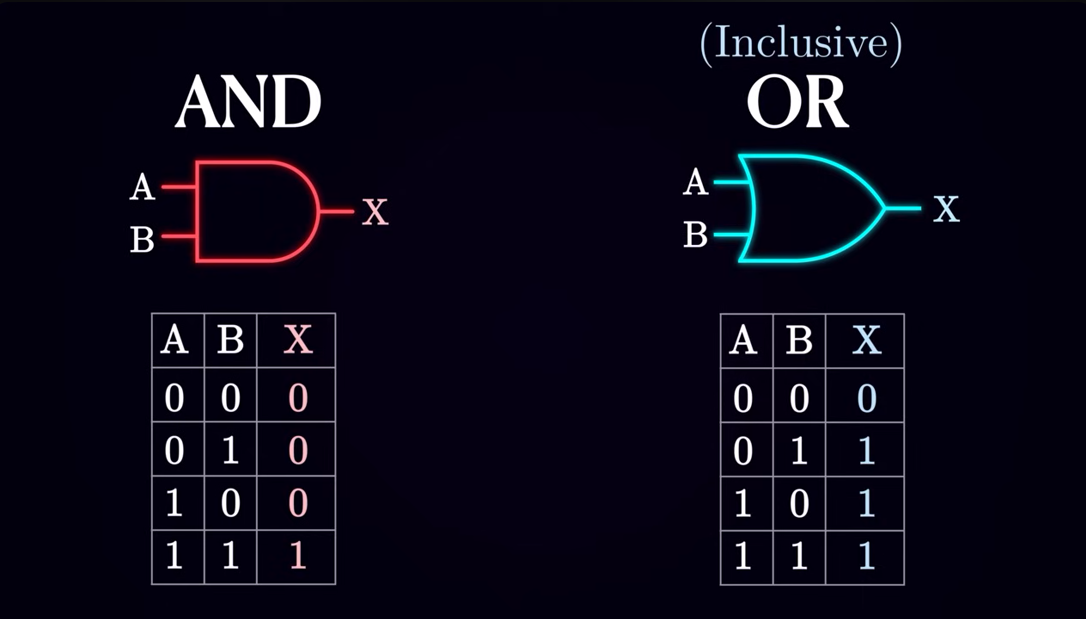 AND
A
B
X
A B X
0 0 0
0 1 0
1 0 0
1 1 1
(Inclusive)
OR
A
B
X
A B X
0 0 0
0 1 1
1 0 1
1 1 1